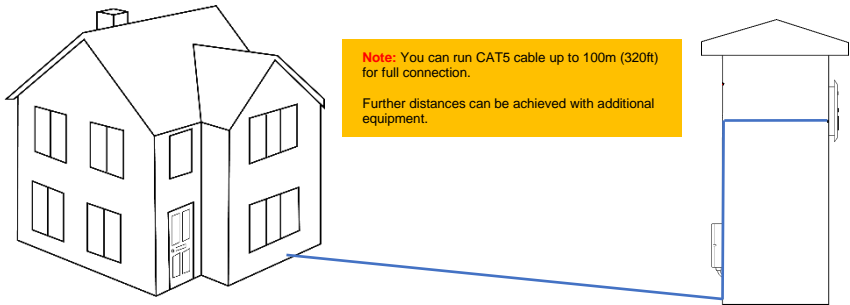 Note: You can run CAT5 cable up to 100m (320ft)
for full connection.
Further distances can be achieved with additional
equipment.